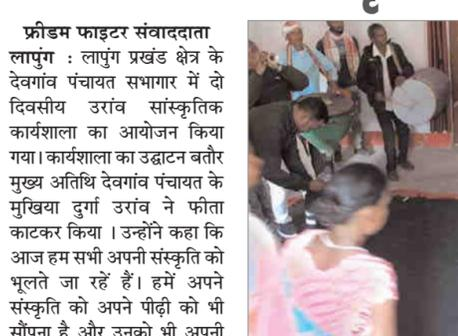 फ्रीडम फाइटर संवाददाता
लापुंग : लापुंग प्रखंड क्षेत्र के
देवगांव पंचायत सभागार में दो
दिवसीय उरांव सांस्कृतिक
कार्यशाला का आयोजन किया
गया। कार्यशाला का उद्घाटन बतौर
मुख्य अतिथि देवगांव पंचायत के
मुखिया दुर्गा उरांव ने फीता
काटकर किया । उन्होंने कहा कि
आज हम सभी अपनी संस्कृति को
भूलते जा रहें हैं। हमें अपने
संस्कृति को अपने पीढ़ी को भी
सौंपना है और उनको भी अपनी